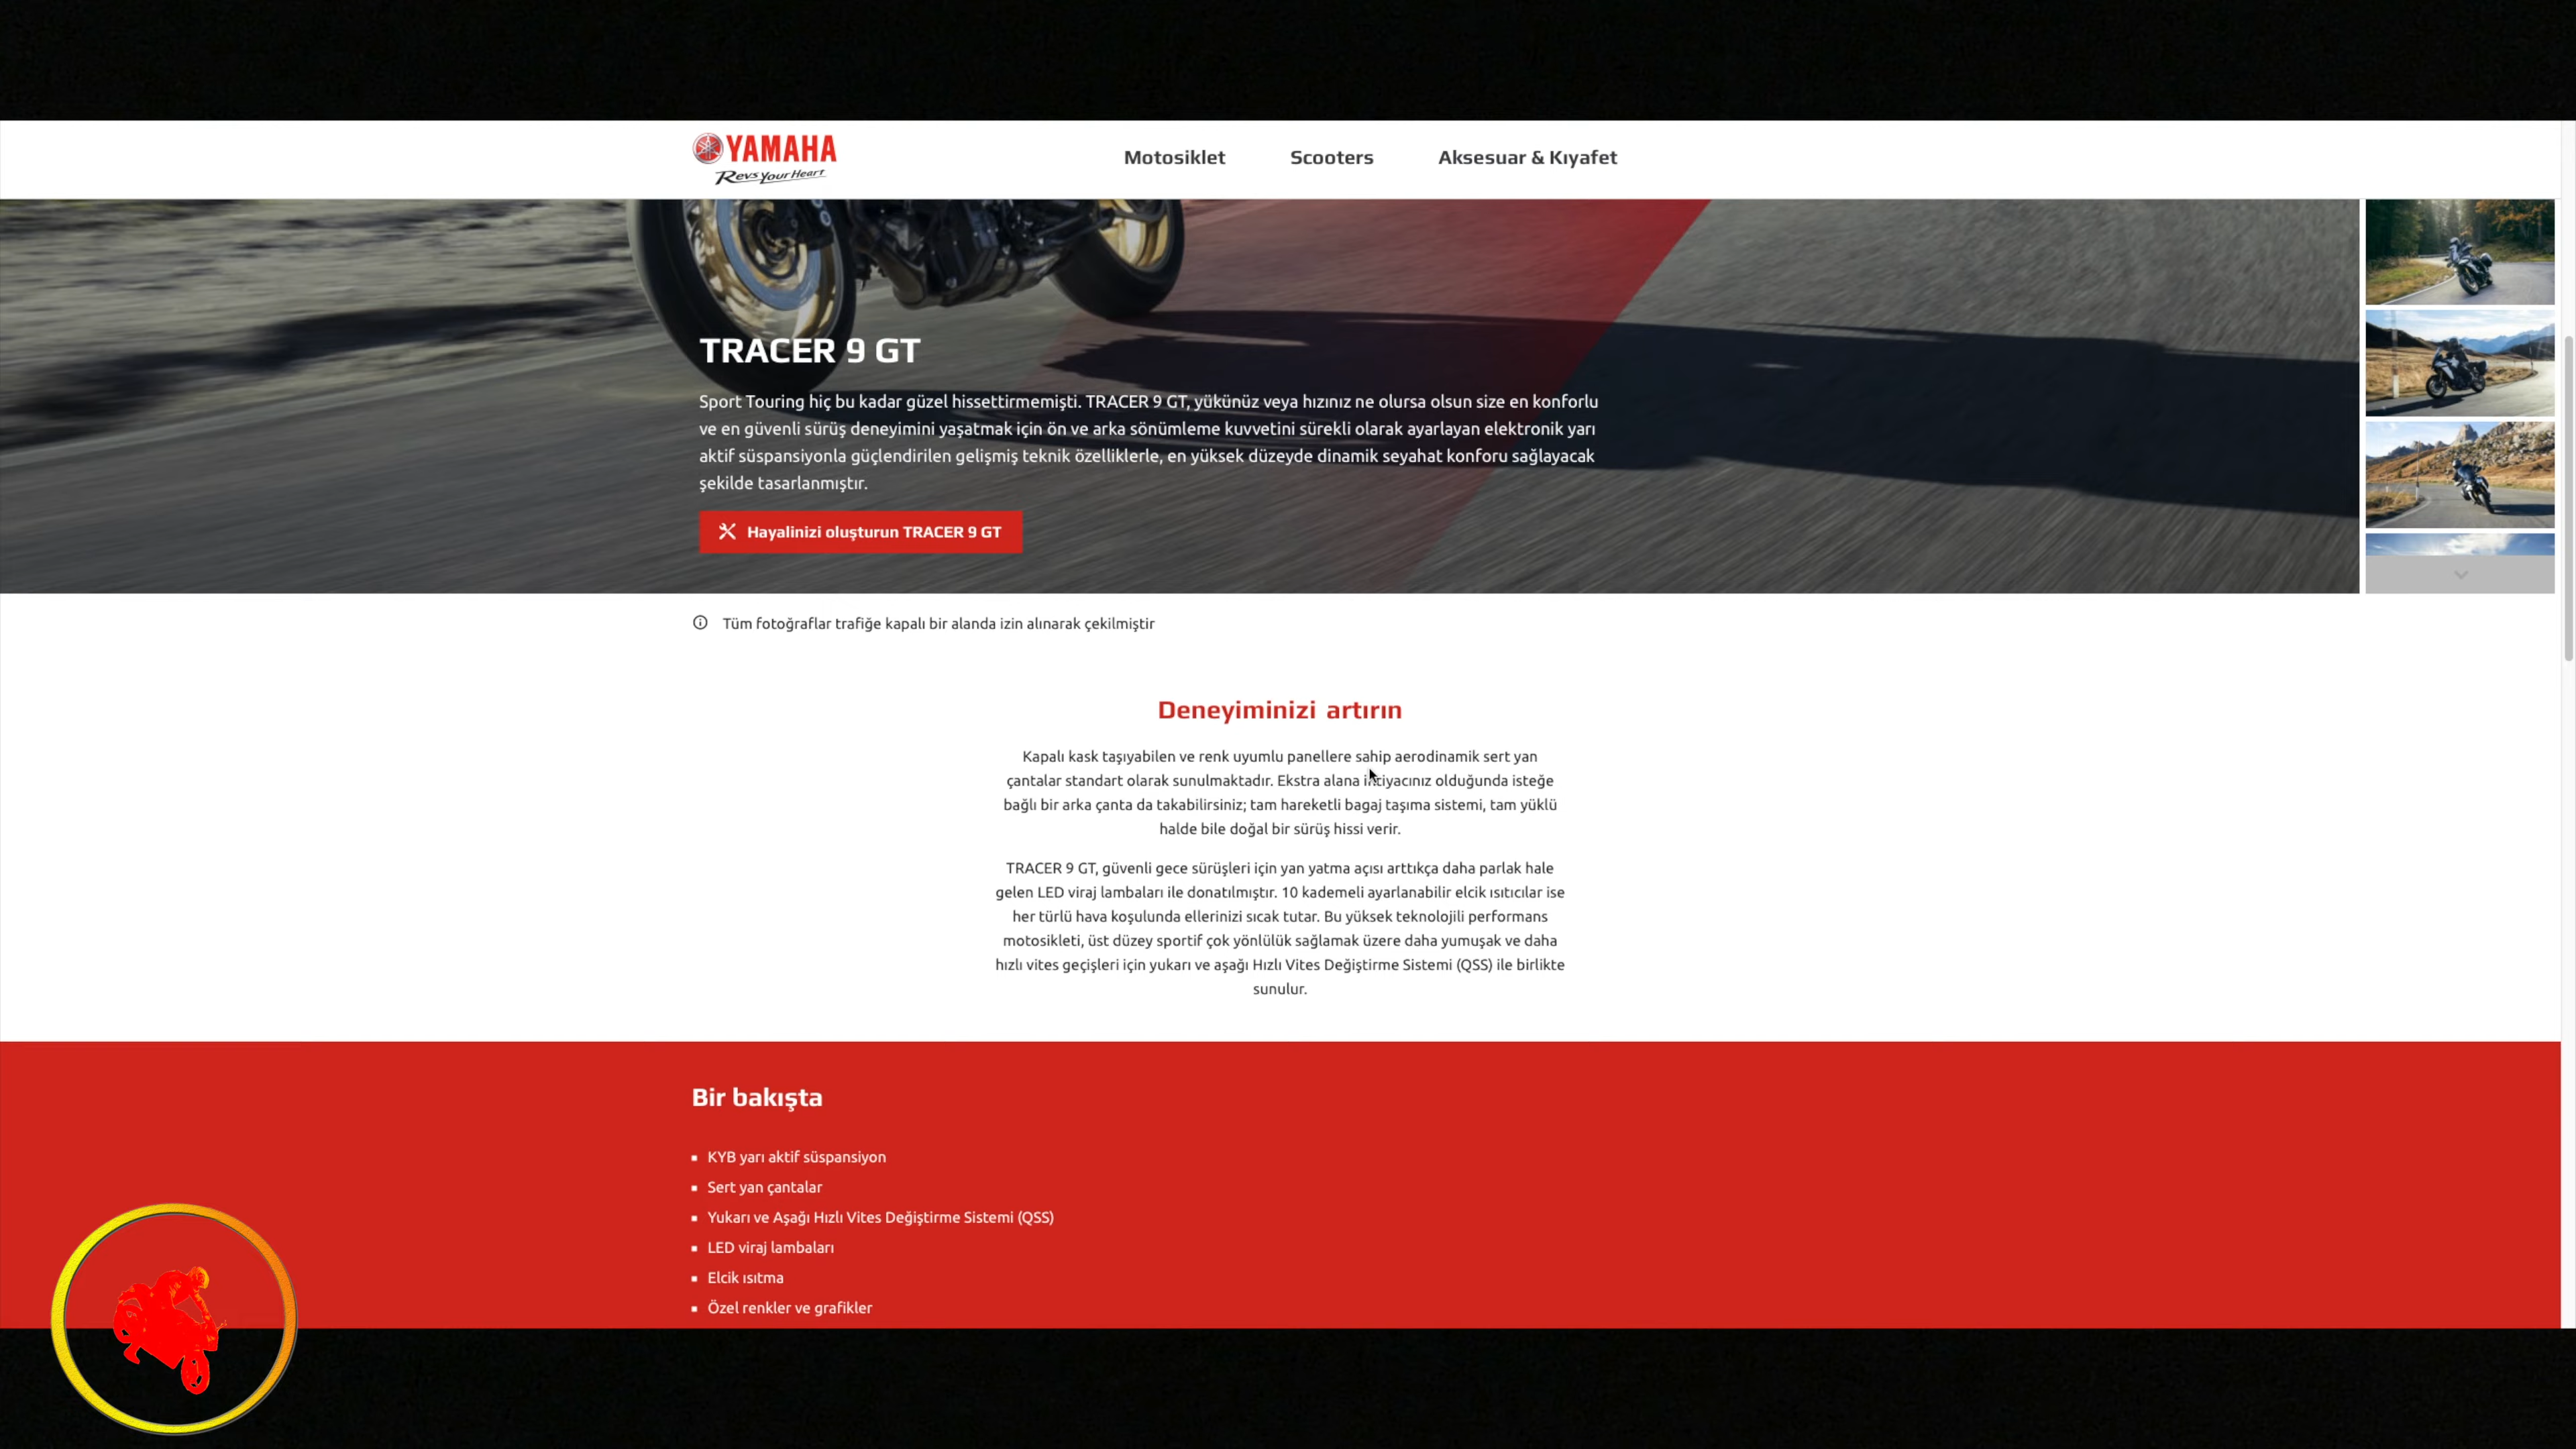 YAMAHA
Revs Your Heart
Motosiklet
Scooters
Aksesuar & Kıyafet
TRACER 9 GT
Sport Touring hiç bu kadar güzel hissettirmemişti. TRACER 9 GT, yükünüz veya hızınız ne olursa olsun size en konforlu
ve en güvenli sürüş deneyimini yaşatmak için ön ve arka sönümleme kuvvetini sürekli olarak ayarlayan elektronik yarı
aktif süspansiyonla güçlendirilen gelişmiş teknik özelliklerle, en yüksek düzeyde dinamik seyahat konforu sağlayacak
şekilde tasarlanmıştır.
Hayalinizi oluşturun TRACER 9 GT
Tüm fotoğraflar trafiğe kapalı bir alanda izin alınarak çekilmiştir
Deneyiminizi artırın
Kapalı kask taşıyabilen ve renk uyumlu panellere sahip aerodinamik sert yan
çantalar standart olarak sunulmaktadır. Ekstra alana ihtiyacınız olduğunda isteğe
bağlı bir arka çanta da takabilirsiniz; tam hareketli bagaj taşıma sistemi, tam yüklü
halde bile doğal bir sürüş hissi verir.
TRACER 9 GT, güvenli gece sürüşleri için yan yatma açısı arttıkça daha parlak hale
gelen LED viraj lambaları ile donatılmıştır. 10 kademeli ayarlanabilir elcik ısıtıcılar ise
her türlü hava koşulunda ellerinizi sıcak tutar. Bu yüksek teknolojili performans
motosikleti, üst düzey sportif çok yönlülük sağlamak üzere daha yumuşak ve daha
hızlı vites geçişleri için yukarı ve aşağı Hızlı Vites Değiştirme Sistemi (QSS) ile birlikte
sunulur.
Bir bakışta
KYB yarı aktif süspansiyon
Sert yan çantalar
Yukarı ve Aşağı Hızlı Vites Değiştirme Sistemi (QSS)
LED viraj lambaları
Elcik ısıtma
Özel renkler ve grafikler